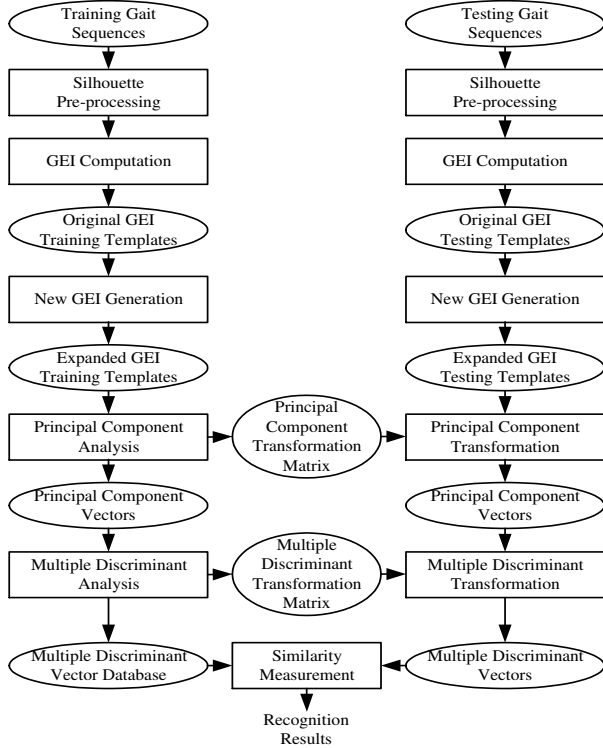 Training Gait
Sequences
Testing Gait
Sequences
Silhouette
Pre-processing
Silhouette
Pre-processing
GEI Computation
GEI Computation
Original GEI
Training Templates
Original GEI
Testing Templates
New GEI Generation
New GEI Generation
Expanded GEI
Training Templates
Expanded GEI
Testing Templates
Principal Component
Analysis
Principal
Component
Transformation
Matrix
Principal Component
Transformation
Principal Component
Vectors
Principal Component
Vectors
Multiple Discriminant
Analysis
Multiple
Discriminant
Transformation
Matrix
Multiple Discriminant
Transformation
Multiple Discriminant
Vector Database
Similarity
Measurement
Multiple Discriminant
Vectors
Recognition
Results